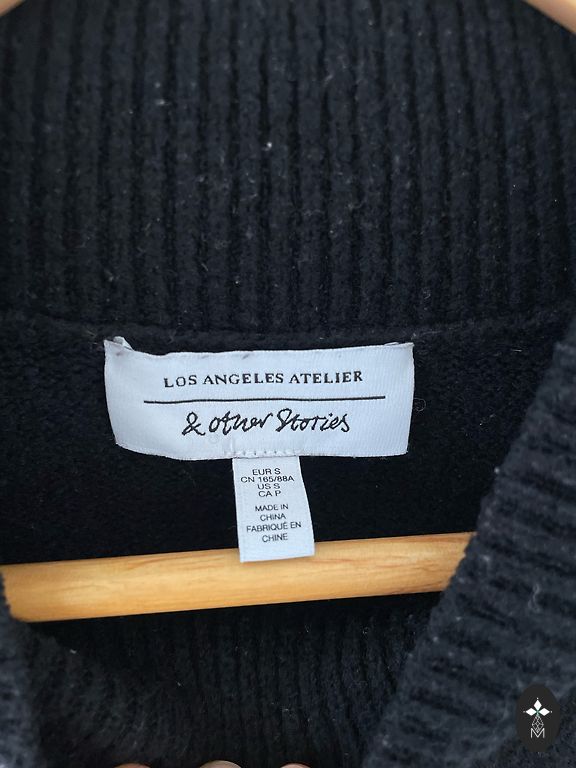 LOS ANGELES ATELIER
& other Stories
EUR S
CN 165/88A
US S
CA P
MADE IN
CHINA
FABRIQUÉ EN
CHINE
M